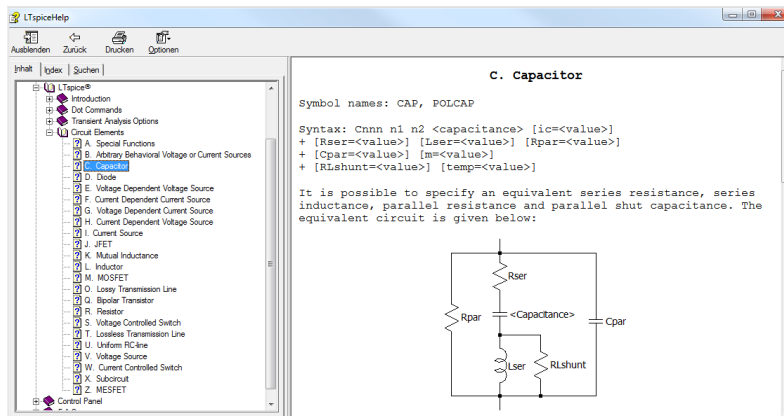 LTspiceHelp
Ausblenden Zurück Drucken Optionen
Inhalt Index Suchen
LTspice®
Introduction
Dot Commands
Transient Analysis Options
Circuit Elements
A. Special Functions
B. Arbitrary Behavioral Voltage or Current Sources
C. Capacitor
D. Diode
E. Voltage Dependent Voltage Source
F. Current Dependent Current Source
G. Voltage Dependent Current Source
H. Current Dependent Voltage Source
I. Current Source
J. JFET
K. Mutual Inductance
L. Inductor
M. MOSFET
O. Lossy Transmission Line
Q. Bipolar Transistor
R. Resistor
S. Voltage Controlled Switch
T. Lossless Transmission Line
U. Uniform RC-line
V. Voltage Source
W. Current Controlled Switch
X. Subcircuit
Z. MESFET
Control Panel
C. Capacitor
Symbol names: CAP, POLCAP
Syntax: Cnnn n1 n2 <capacitance> [ic=<value>]
+ [Rser=<value>] [Lser=<value>] [Rpar=<value>]
+ [Cpar=<value>] [m=<value>]
+ [RLshunt=<value>] [temp=<value>]
It is possible to specify an equivalent series resistance, series
inductance, parallel resistance and parallel shut capacitance. The
equivalent circuit is given below:
Rser
Rpar <Capacitance> Cpar
Lser RLshunt